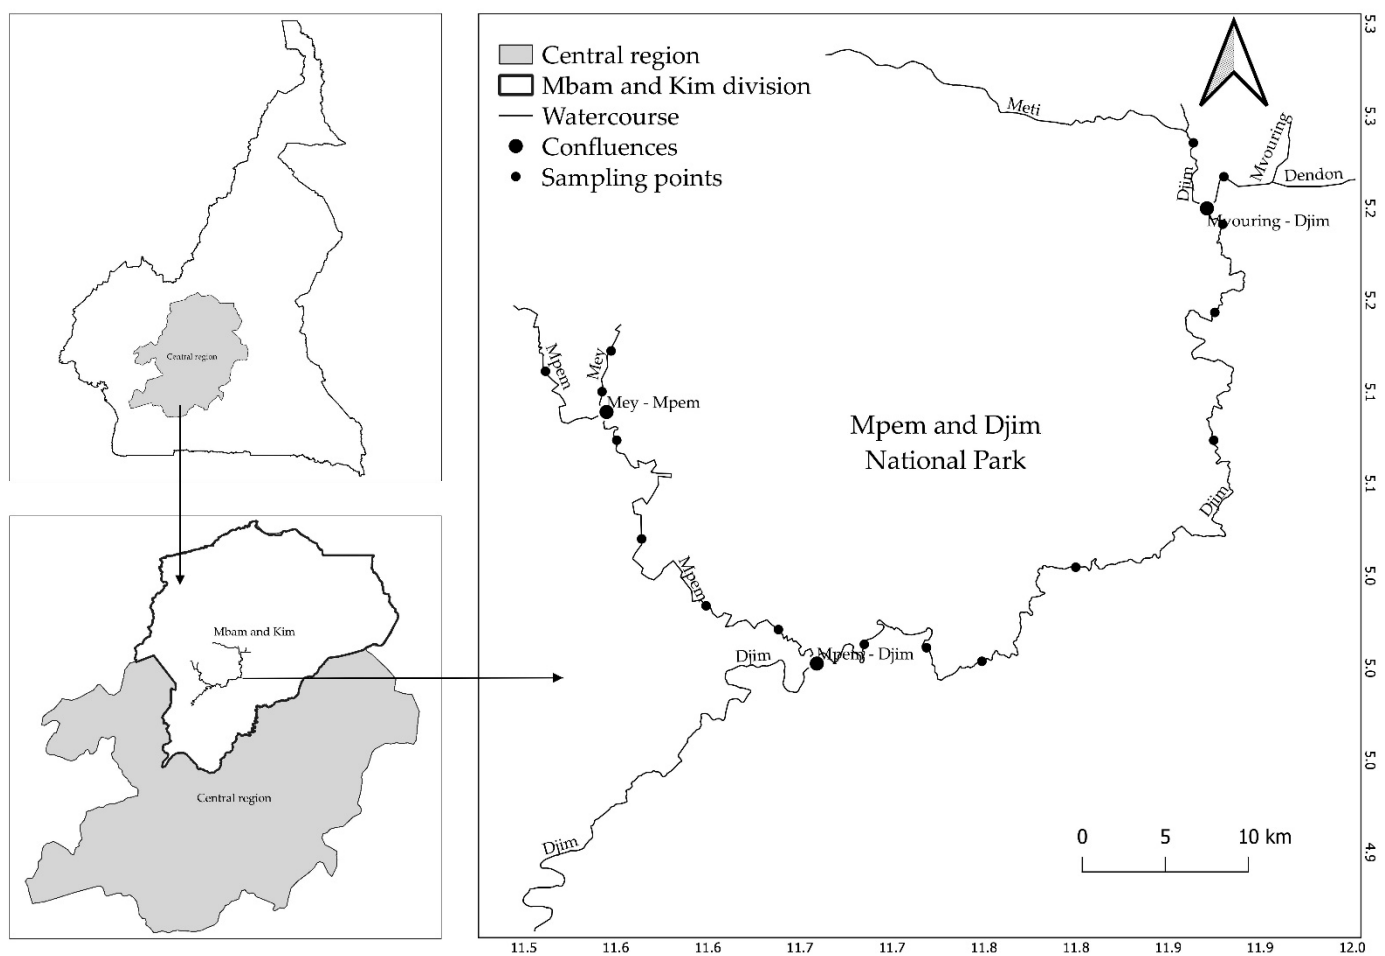 Central region
Mbam and Kim
Central region
Central region
Mbam and Kim division
Watercourse
Confluences
Sampling points
Meti
Mvouring
Djim
Dendon
Mvouring - Djim
Mpem
Mey
Mey - Mpem
Mpem and Djim
National Park
Djim
Mpem
Djim
Mpem - Djim
Djim
0 5 10 km
5.3
5.3
5.2
5.2
5.1
5.1
5.0
5.0
5.0
4.9
11.5 11.6 11.6 11.7 11.7 11.8 11.8 11.9 11.9 12.0